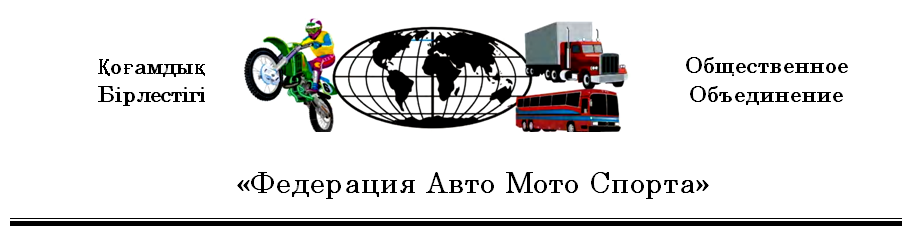 Қоғамдық
Бірлестігі
Общественное
Объединение
«Федерация Авто Мото Спорта»